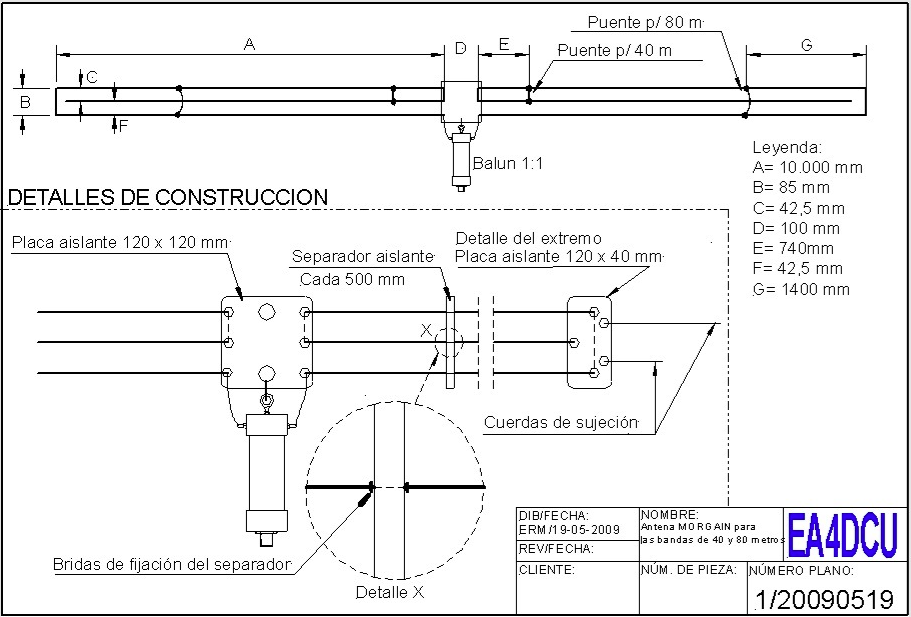 Puente p/ 80 m
A
D
E
Puente p/ 40 m
G
C
B
F
Balun 1:1
Leyenda:
A= 10.000 mm
B= 85 mm
C= 42,5 mm
D= 100 mm
E= 740mm
F= 42,5 mm
G= 1400 mm
DETALLES DE CONSTRUCCION
Placa aislante 120 x 120 mm
Separador aislante
Cada 500 mm
Detalle del extremo
Placa aislante 120 x 40 mm
X
Cuerdas de sujeción
Bridas de fijación del separador
Detalle X
DIB/FECHA:
ERM/19-05-2009
REV/FECHA:
CLIENTE:
NOMBRE:
Antena MORGAIN para
las bandas de 40 y 80 metros
EA4DCU
NÚM. DE PIEZA:
NÚMERO PLANO:
1/20090519